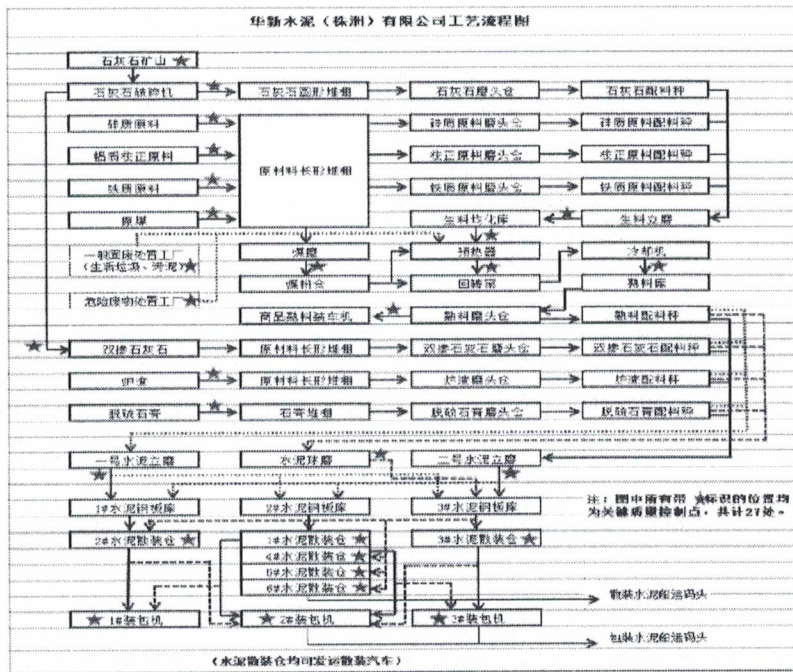 华新水泥（株洲）有限公司工艺流程图
石灰石矿山
石灰石破碎机 石灰石圆形堆棚 石灰石磨头仓 石灰石配料秤
硅质原料 硅质原料磨头仓 硅质原料配料秤
铝质校正原料 原材料长形堆棚 校正原料磨头仓 校正原料配料秤
铁质原料 铁质原料磨头仓 铁质原料配料秤
原煤 生料均化库 生料立磨
一般固废处置工厂 煤磨 预热器 冷却机
（生活垃圾、污泥）
煤粉仓 回转窑 熟料库
危险废物处置工厂
商品熟料装车机 熟料磨头仓 熟料配料秤
双掺石灰石 原材料长形堆棚 双掺石灰石磨头仓 双掺石灰石配料秤
炉渣 原材料长形堆棚 炉渣磨头仓 炉渣配料秤
脱硫石膏 石膏堆棚 脱硫石膏磨头仓 脱硫石膏配料秤
一号水泥立磨 水泥球磨 二号水泥立磨
1#水泥钢板库 2#水泥钢板库 3#水泥钢板库
注：图中所有带★标识的位置均
为关键质量控制点，共计27处。
2#水泥散装仓 1#水泥散装仓 3#水泥散装仓
4#水泥散装仓
5#水泥散装仓
6#水泥散装仓
散装水泥船运码头
1#装包机 2#装包机 3#装包机
包装水泥船运码头
（水泥散装仓均可发运散装汽车）